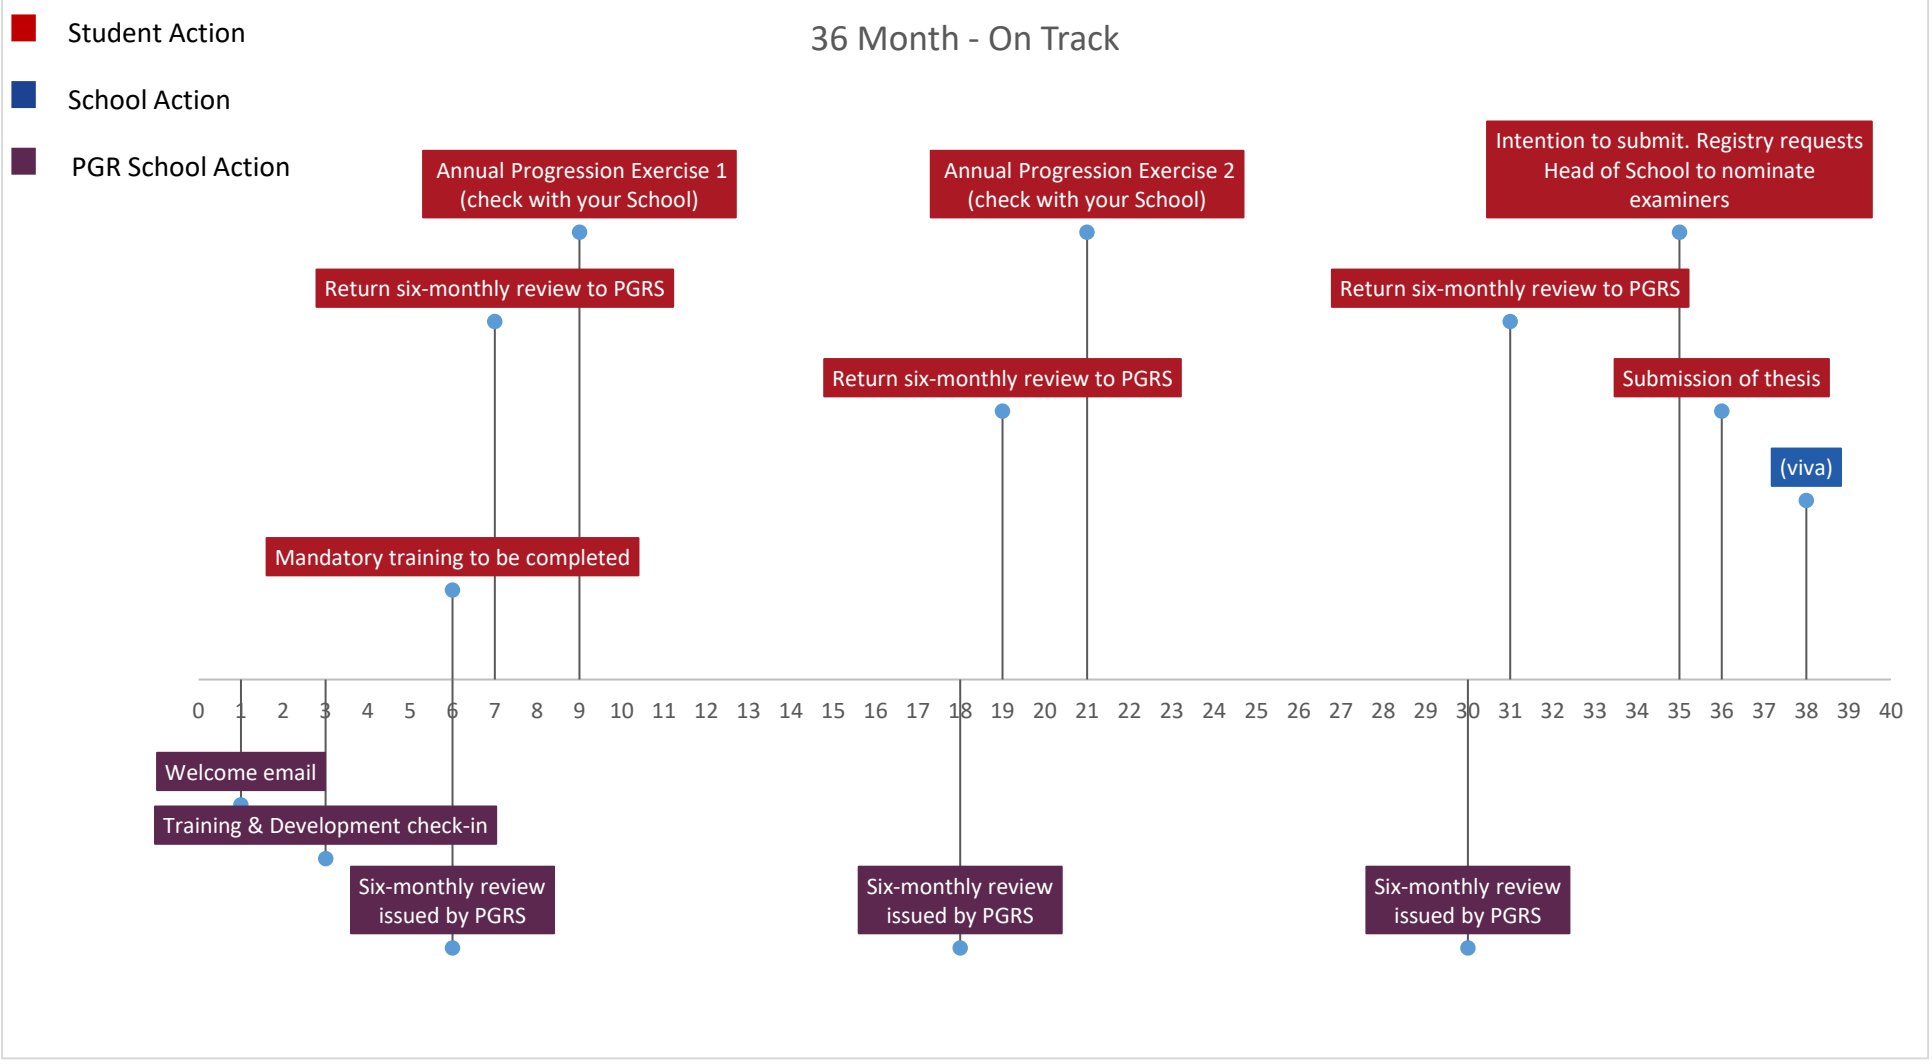 Student Action
School Action
PGR School Action
36 Month - On Track
Annual Progression Exercise 1
(check with your School)
Annual Progression Exercise 2
(check with your School)
Intention to submit. Registry requests
Head of School to nominate
examiners
Return six-monthly review to PGRS
Return six-monthly review to PGRS
Return six-monthly review to PGRS
Submission of thesis
(viva)
Mandatory training to be completed
0 1 2 3 4 5 6 7 8 9 10 11 12 13 14 15 16 17 18 19 20 21 22 23 24 25 26 27 28 29 30 31 32 33 34 35 36 37 38 39 40
Welcome email
Training & Development check-in
Six-monthly review
issued by PGRS
Six-monthly review
issued by PGRS
Six-monthly review
issued by PGRS